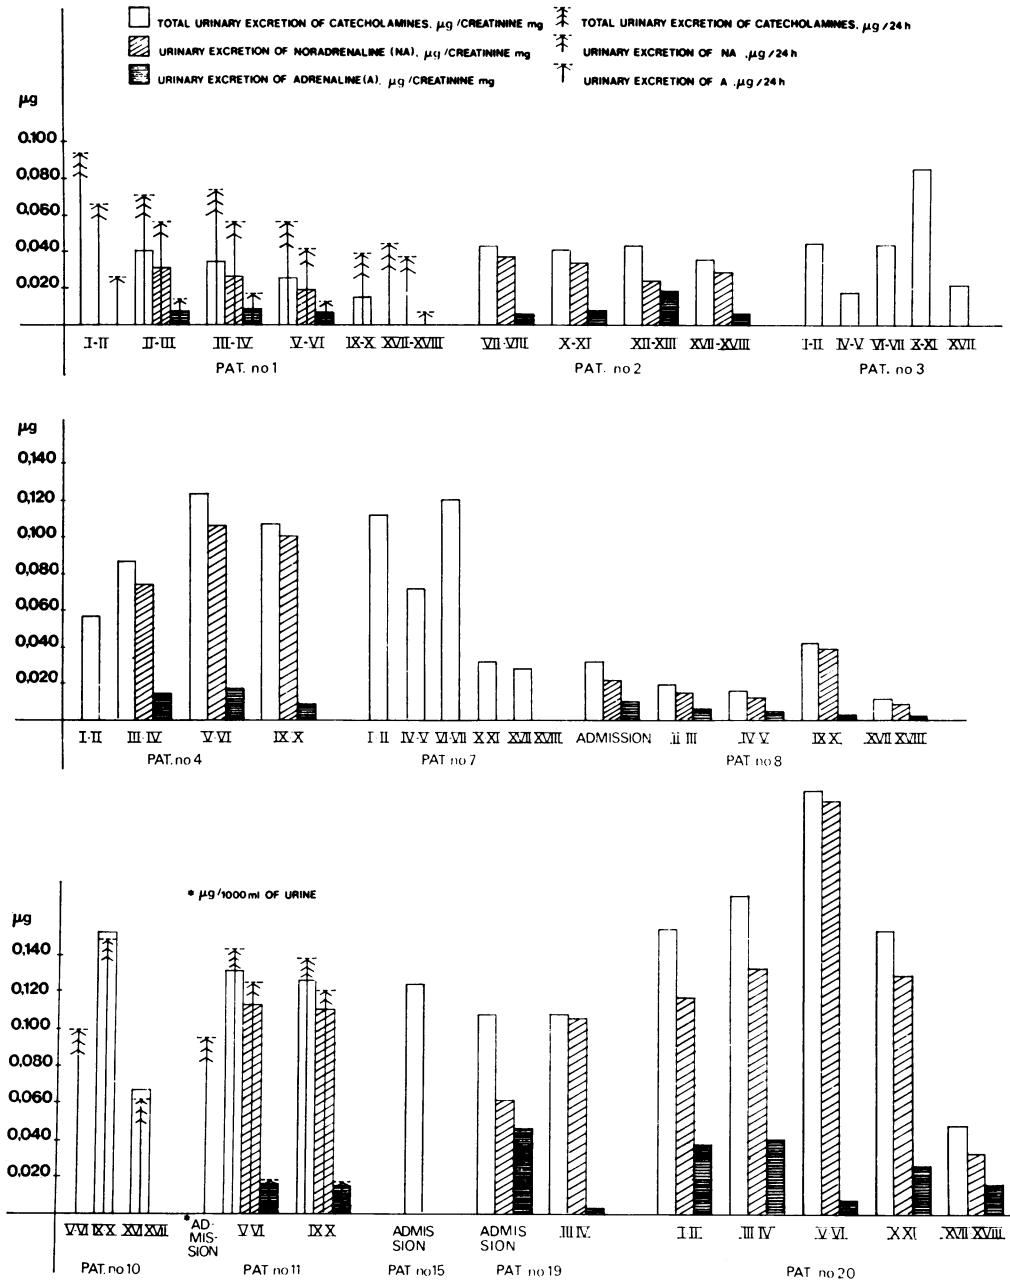 TOTAL URINARY EXCRETION OF CATECHOLAMINES. µg/CREATININE mg
URINARY EXCRETION OF NORADRENALINE (NA). µg/CREATININE mg
URINARY EXCRETION OF ADRENALINE(A). µg/CREATININE mg
TOTAL URINARY EXCRETION OF CATECHOLAMINES. µg/24h
URINARY EXCRETION OF NA .µg/24h
URINARY EXCRETION OF A .µg/24h
µg
0.100
0,080
0.060
0.040
0.020
I-II II-III III-IV V-VI IX-X XVII-XVIII VII-VIII X-XI XII-XIII XVII-XVIII I-II IV-V VI-VII X-XI XVII
PAT. no 1 PAT. no 2 PAT. no 3
µg
0,140
0,120
0,100
0,080
0,060
0,040
0,020
I-II III-IV V-VI IX-X I-II IV-V VI-VII X XI XVII XVIII ADMISSION .ii III .IV V. IX X. XVII XVIII
PAT. no 4 PAT no 7 PAT no 8
* µg/1000 ml OF URINE
µg
0,140
0,120
0,100
0,080
0,060
0,040
0,020
V-VI IX X XVI XVII *AD- V VI IX X ADMIS ADMIS .III IV. I-II .III IV .V VI. X XI .XVII XVIII.
MIS- SION SION
SION
PAT. no 10 PAT no 11 PAT no 15 PAT no 19 PAT no 20